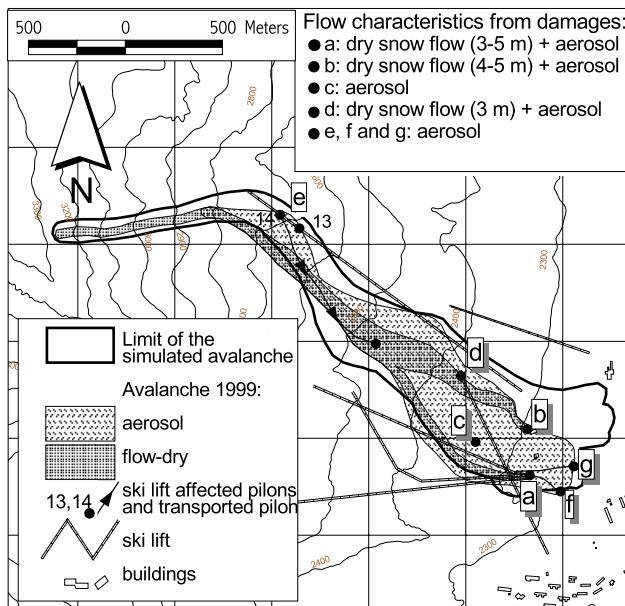 500 0 500 Meters
Flow characteristics from damages:
a: dry snow flow (3-5 m) + aerosol
b: dry snow flow (4-5 m) + aerosol
c: aerosol
d: dry snow flow (3 m) + aerosol
e, f and g: aerosol
2800
N
e
14
13
3200
2300
2400
d
b
c
g
a
f
2300
2400
Limit of the
simulated avalanche
Avalanche 1999:
aerosol
flow-dry
13,14
ski lift affected pilons
and transported pilon
ski lift
buildings